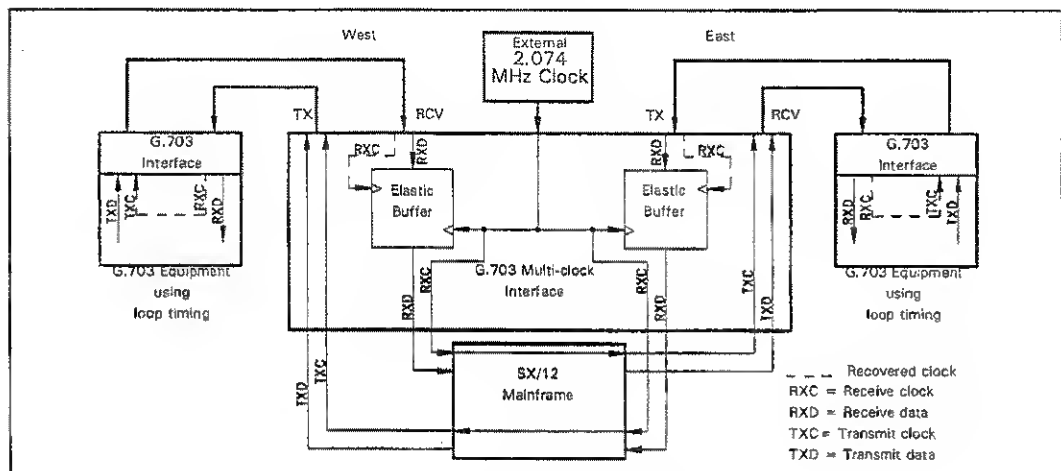 West
External
2.074
MHz Clock
East
TX
RCV
TX
RCV
G.703
Interface
TXD
TXC
RXC
RXD
G.703 Equipment
using
loop timing
RXC
RXD
Elastic
Buffer
RXD
RXC
Elastic
Buffer
G.703
Interface
RXD
RXC
TXC
TXD
G.703 Equipment
using
loop timing
RXD
RXC
G.703 Multi-clock
Interface
RXC
RXD
TXC
TXD
TXD
TXC
SX/12
Mainframe
Recovered clock
RXC = Receive clock
RXD = Receive data
TXC = Transmit clock
TXD = Transmit data